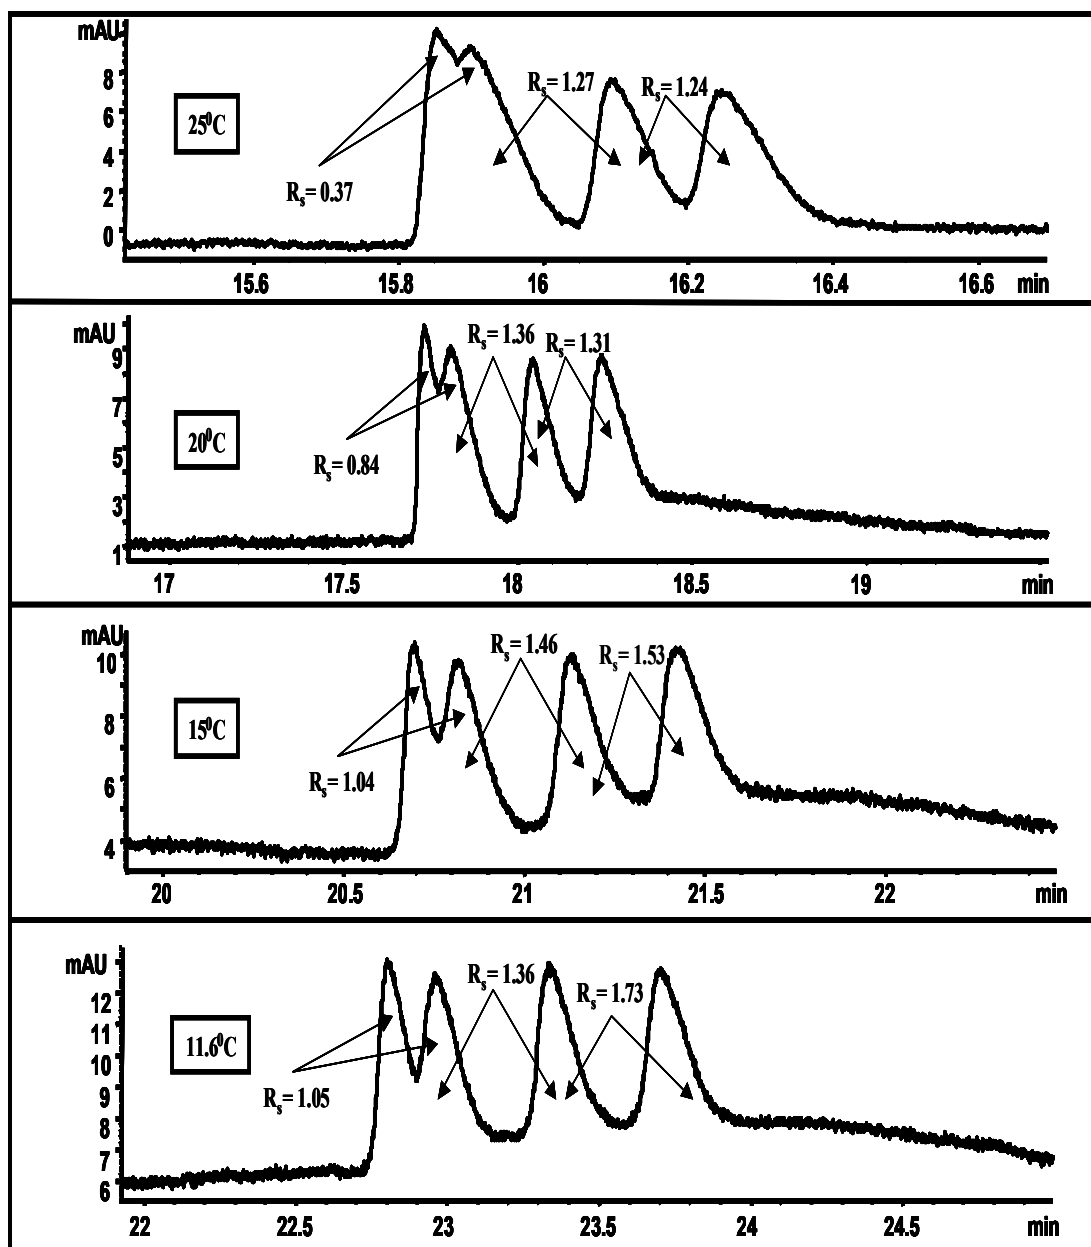 mAU
8
6
4
2
0
25⁰C
Rs= 0.37
Rs= 1.27
Rs= 1.24
15.6 15.8 16 16.2 16.4 16.6 min
mAU
9
7
5
3
1
20⁰C
Rs= 0.84
Rs= 1.36
Rs= 1.31
17 17.5 18 18.5 19 min
mAU
10
8
6
4
15⁰C
Rs= 1.04
Rs= 1.46
Rs= 1.53
20 20.5 21 21.5 22 min
mAU
12
11
10
9
8
7
6
11.6⁰C
Rs= 1.05
Rs= 1.36
Rs= 1.73
22 22.5 23 23.5 24 24.5 min